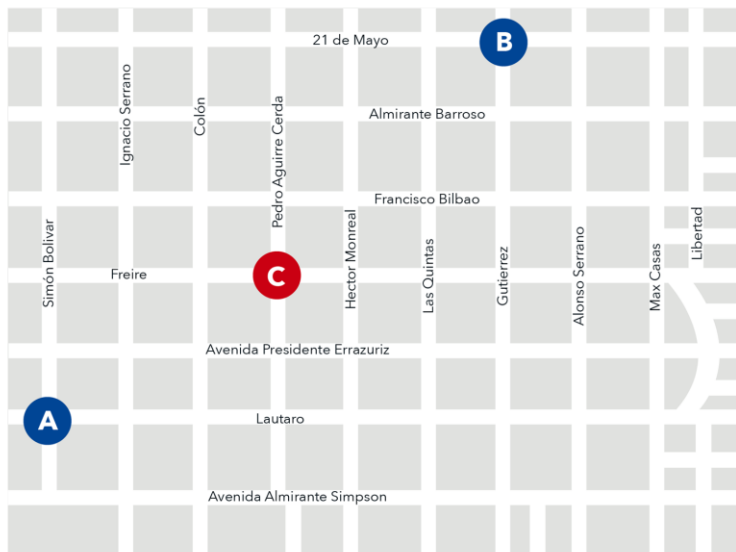 21 de Mayo
B
Ignacio Serrano
Colón
Pedro Aguirre Cerda
Almirante Barroso
Francisco Bilbao
Simón Bolivar
Freire
C
Hector Monreal
Las Quintas
Gutierrez
Alonso Serrano
Max Casas
Libertad
Avenida Presidente Errazuriz
A
Lautaro
Avenida Almirante Simpson